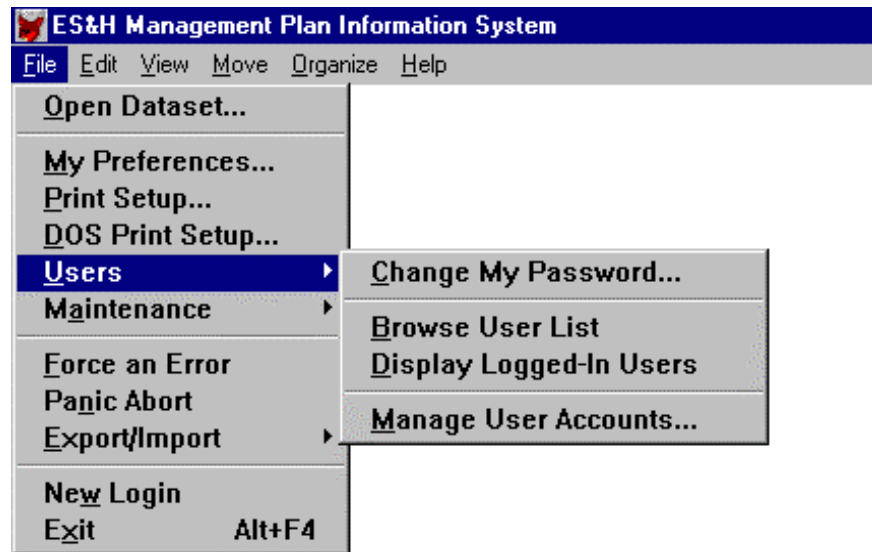 ES&H Management Plan Information System
File Edit View Move Organize Help
Open Dataset...
My Preferences...
Print Setup...
DOS Print Setup...
Users
Maintenance
Force an Error
Panic Abort
Export/Import
New Login
Exit Alt+F4
Change My Password...
Browse User List
Display Logged-In Users
Manage User Accounts...